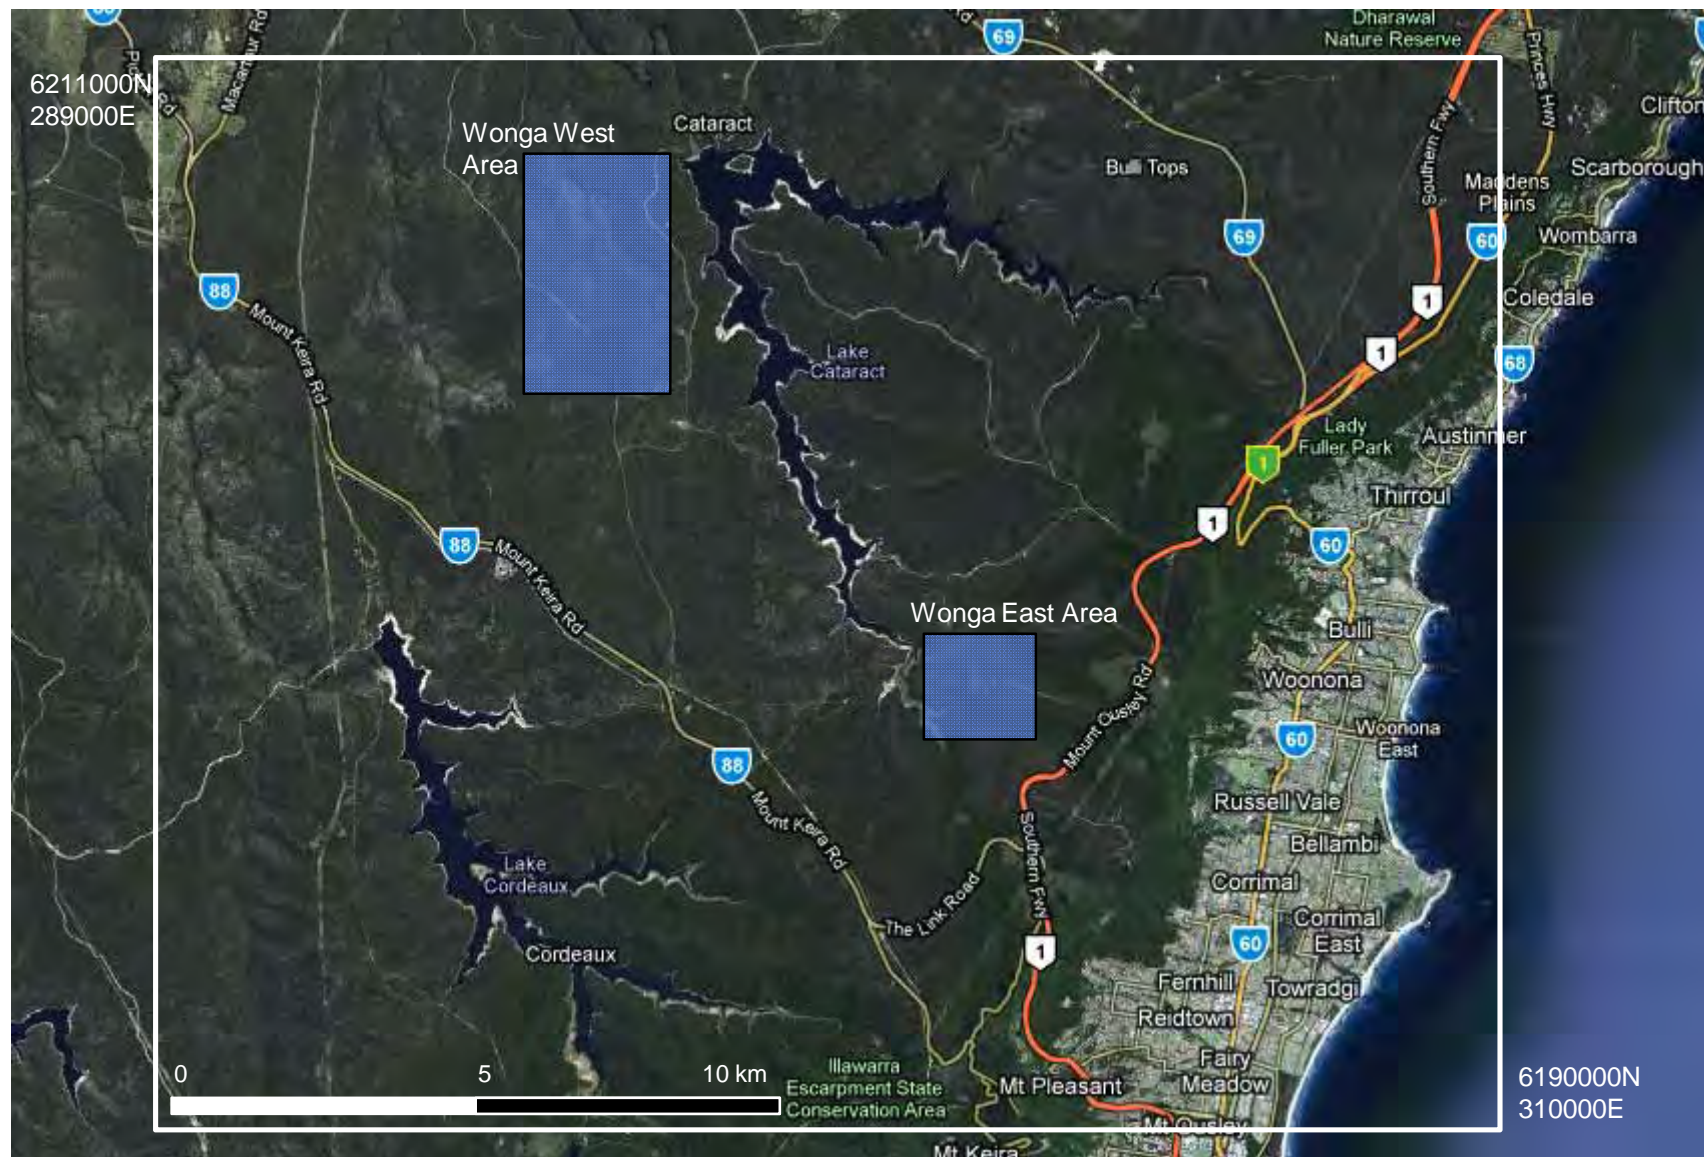 69
Dharawal
Nature Reserve
Princes Hwy
Macarthur Rd
6211000N
289000E
Rd
Clifton
Cataract
Wonga West
Area
Southern Fwy
Bulli Tops
Scarborough
Maddens
Plains
69
60
Wombarra
88
1
Coledale
Mount Keira Rd
Lake
Cataract
1
68
Lady
Fuller Park
Austinmer
1
Thirroul
1
88
60
Mount Keira Rd
Wonga East Area
Bulli
Mount Ousley Rd
Woonona
Woonona
East
60
88
Russell Vale
Mount Keira Rd
Southern Fwy
Bellambi
Lake
Cordeaux
The Link Road
Corrimal
Corrimal
East
60
1
Cordeaux
Fernhill
Towradgi
Reidtown
0 5 10 km
Illawarra
Escarpment State
Conservation Area
Mt Pleasant
Fairy
Meadow
6190000N
310000E
Mt Ousley
Mt Keira